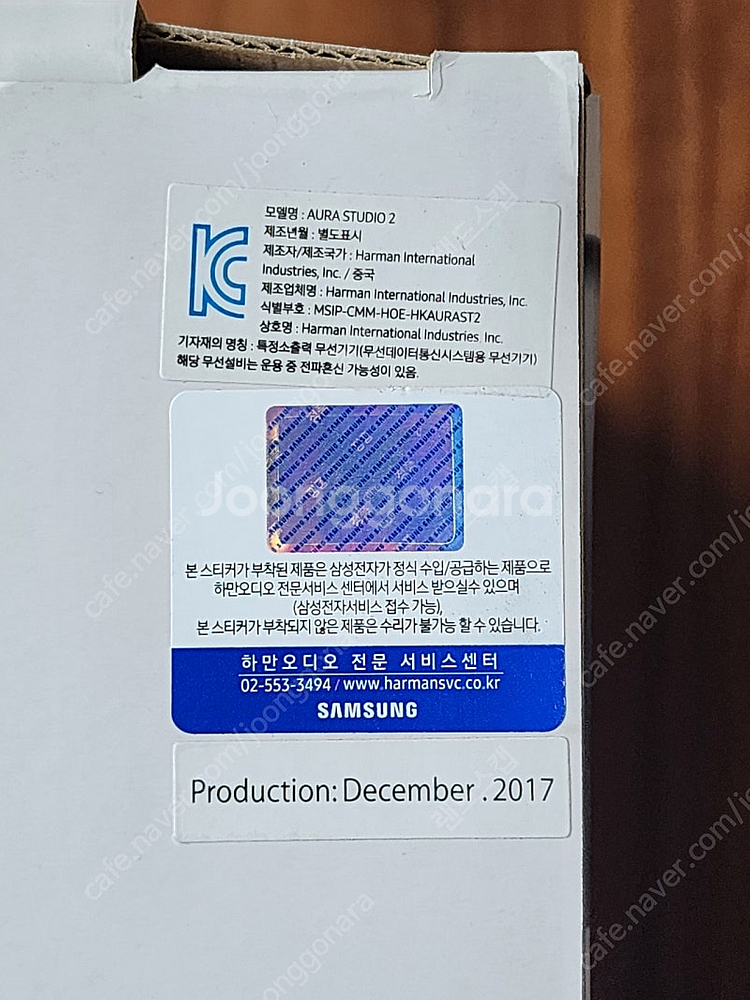 모델명 : AURA STUDIO 2
제조년월 : 별도표시
제조자/제조국가 : Harman International
Industries, Inc. / 중국
제조업체명 : Harman International Industries, Inc.
식별부호 : MSIP-CMM-HOE-HKAURAST2
상호명 : Harman International Industries, Inc.
기자재의 명칭 : 특정소출력 무선기기(무선데이터통신시스템용 무선기기)
해당 무선설비는 운용 중 전파혼신 가능성이 있음.
SAMSUNG SAMSUNG SAMSUNG
Joonggonara
본 스티커가 부착된 제품은 삼성전자가 정식 수입/공급하는 제품으로
하만오디오 전문서비스 센터에서 서비스 받으실수 있으며
(삼성전자서비스 접수 가능),
본 스티커가 부착되지 않은 제품은 수리가 불가능 할 수 있습니다.
하만오디오 전문 서비스센터
02-553-3494 / www.harmansvc.co.kr
SAMSUNG
Production: December . 2017
cafe.naver.com/joonggonara